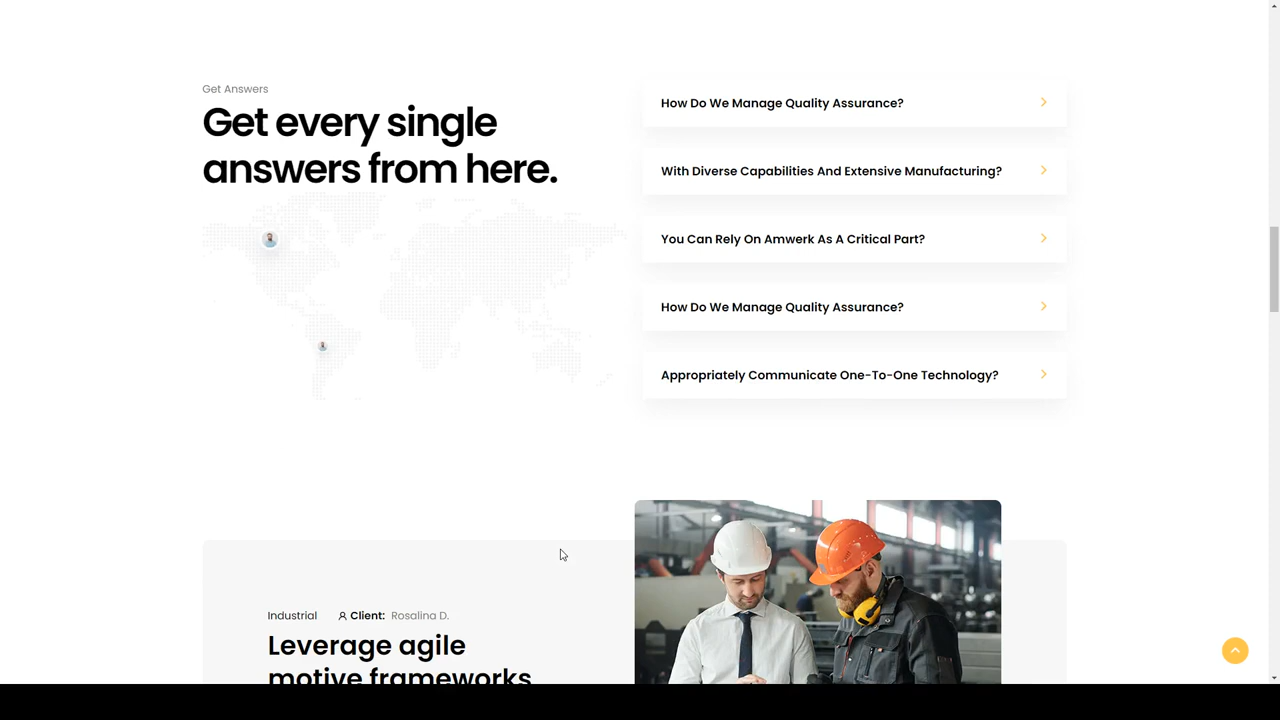 Get Answers
Get every single
answers from here.
How Do We Manage Quality Assurance?
With Diverse Capabilities And Extensive Manufacturing?
You Can Rely On Amwerk As A Critical Part?
How Do We Manage Quality Assurance?
Appropriately Communicate One-To-One Technology?
Industrial Client: Rosalina D.
Leverage agile
motive frameworks